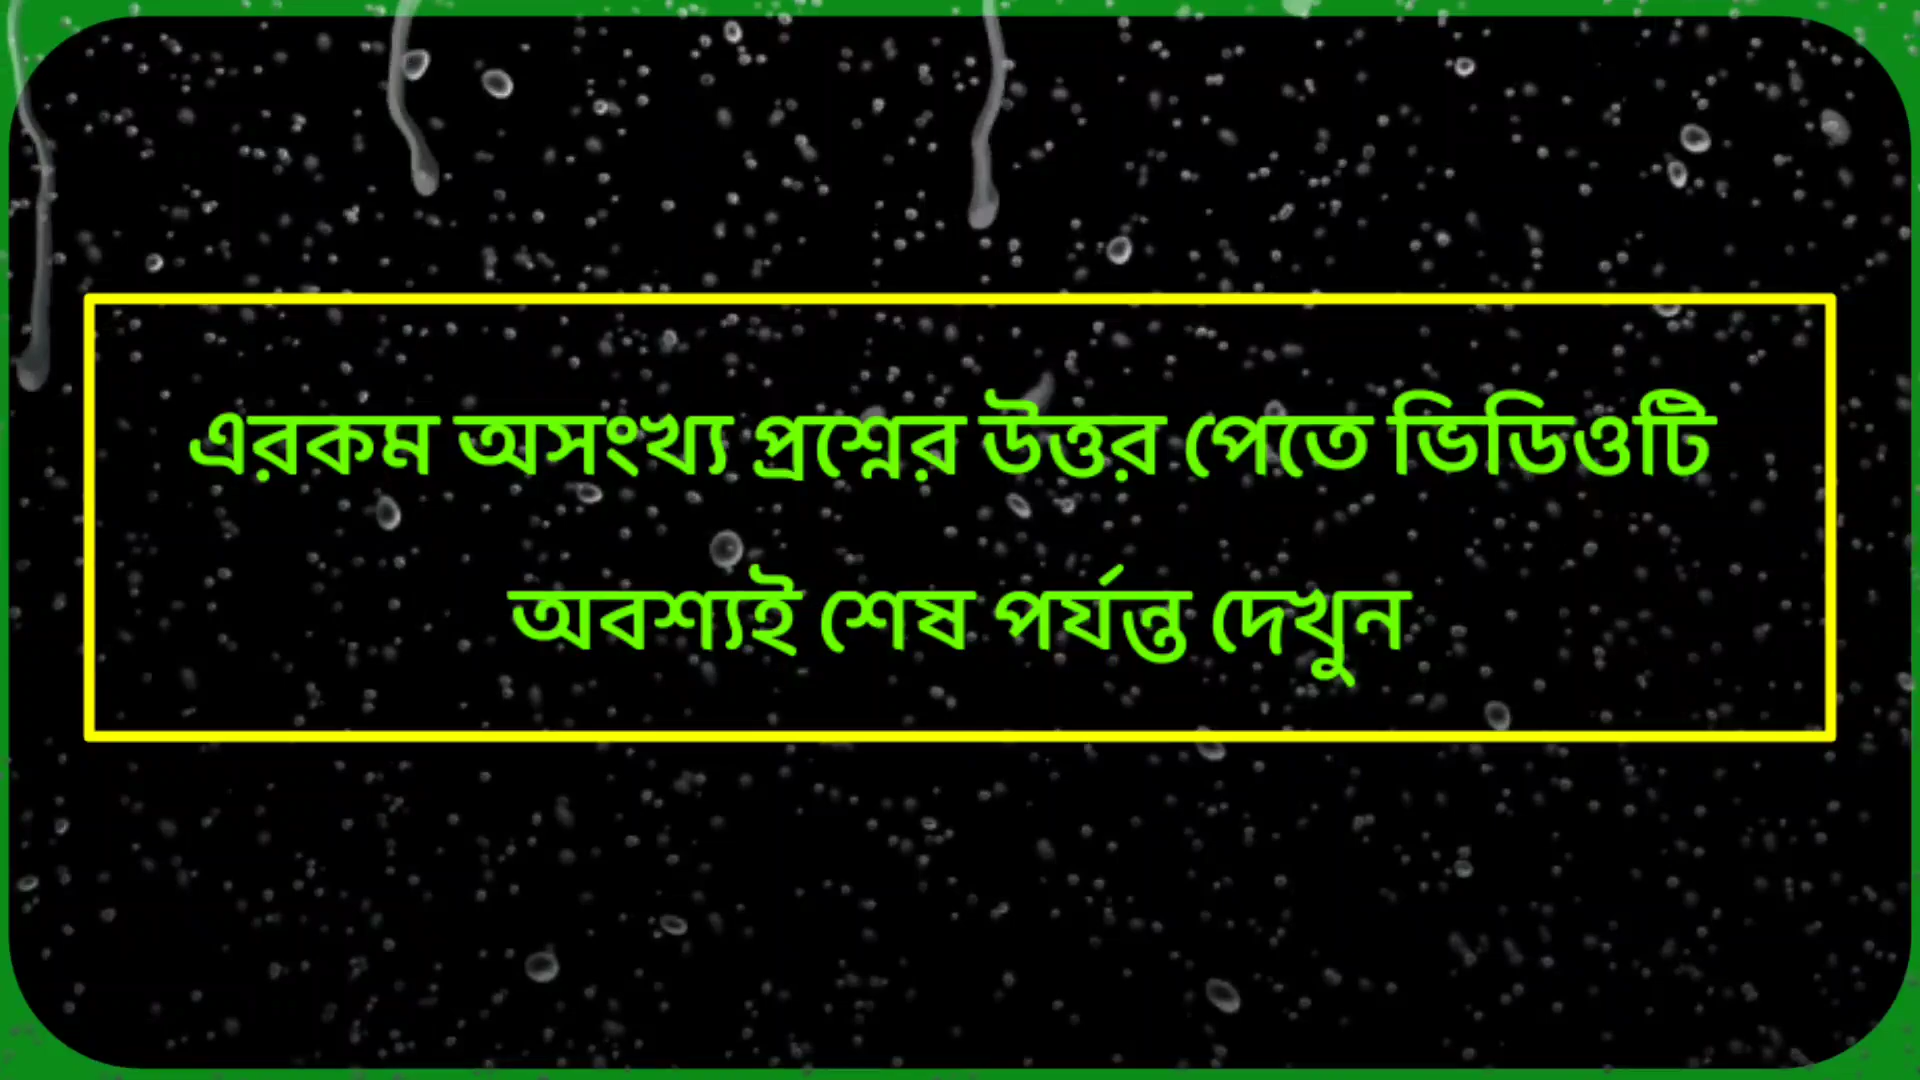 এরকম অসংখ্য প্রশ্নের উত্তর পেতে ভিডিওটি
অবশ্যই শেষ পর্যন্ত দেখুন